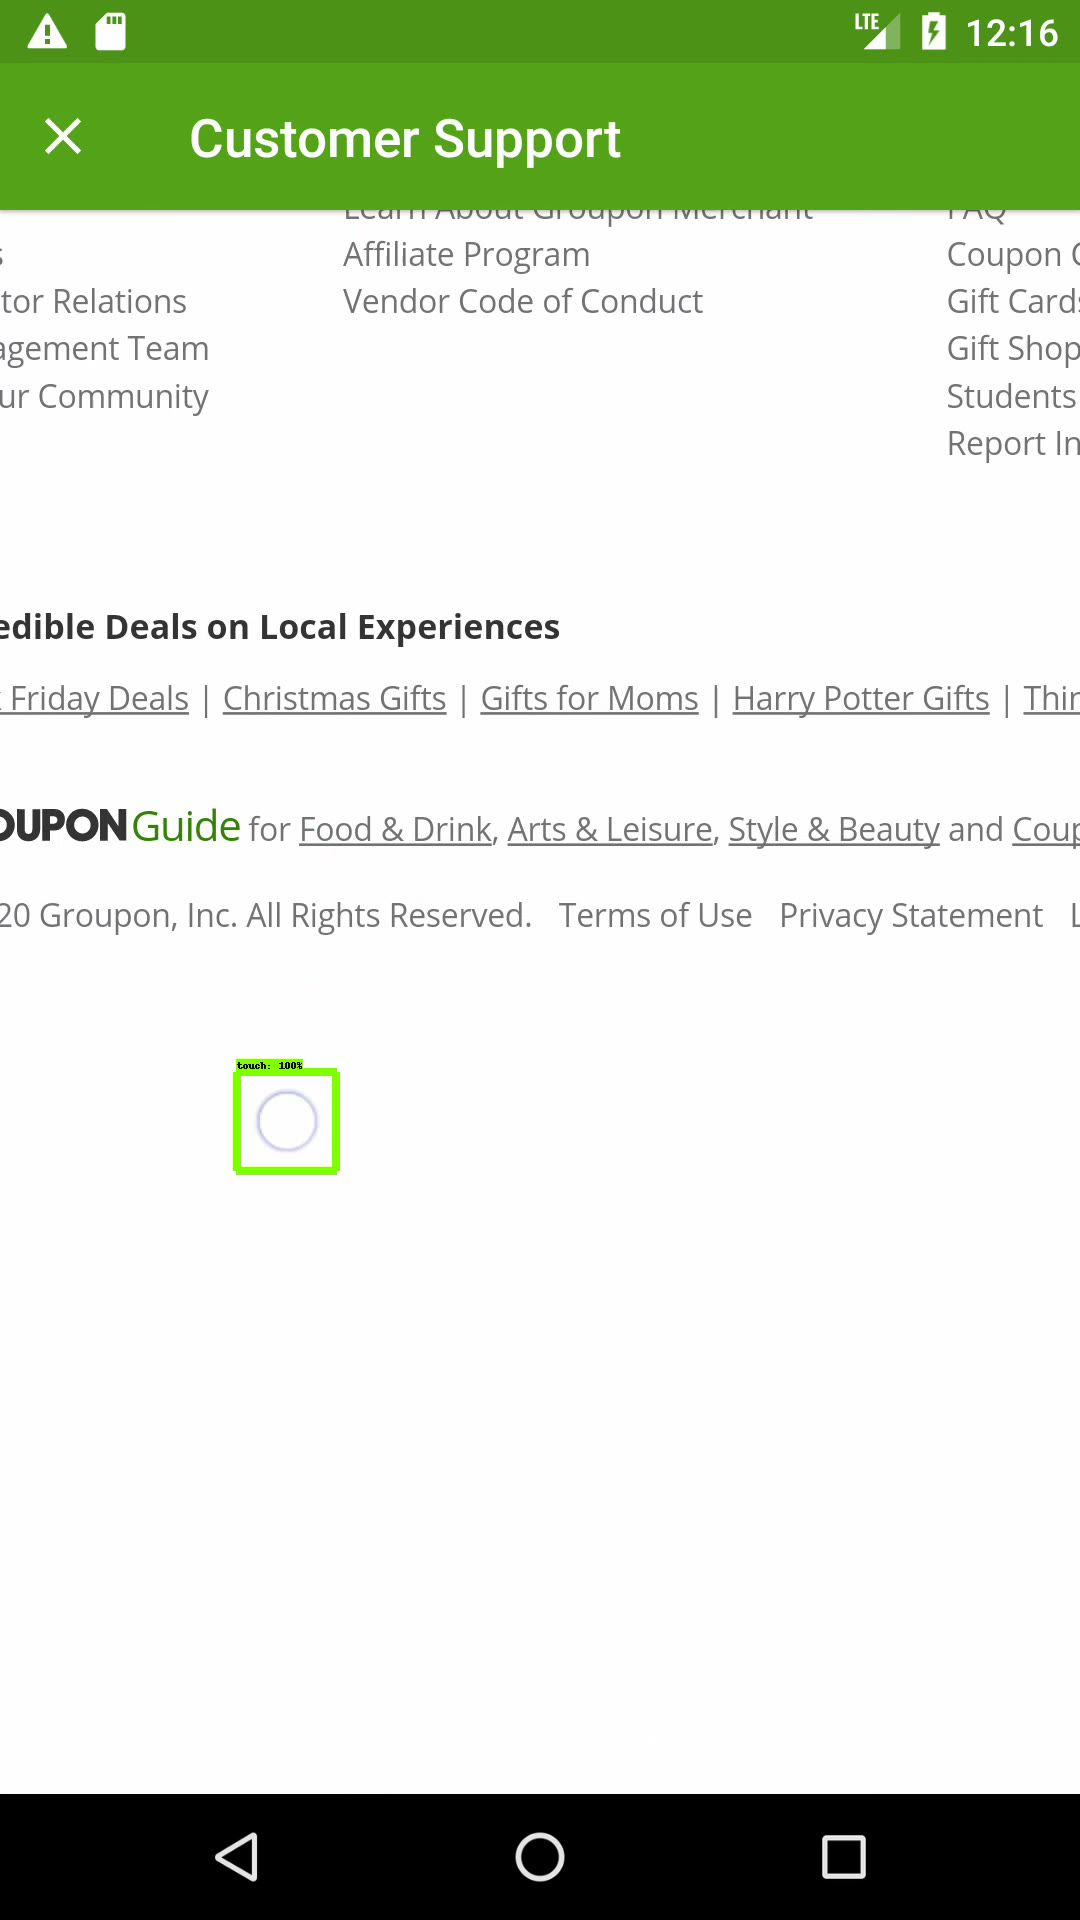 LTE 12:16
Customer Support
Learn About Groupon Merchant FAQ
s Affiliate Program Coupon
tor Relations Vendor Code of Conduct Gift Cards
agement Team Gift Shop
ur Community Students
Report In
edible Deals on Local Experiences
Friday Deals | Christmas Gifts | Gifts for Moms | Harry Potter Gifts | Thin
OUPON Guide for Food & Drink, Arts & Leisure, Style & Beauty and Coup
20 Groupon, Inc. All Rights Reserved. Terms of Use Privacy Statement L
touch: 100%